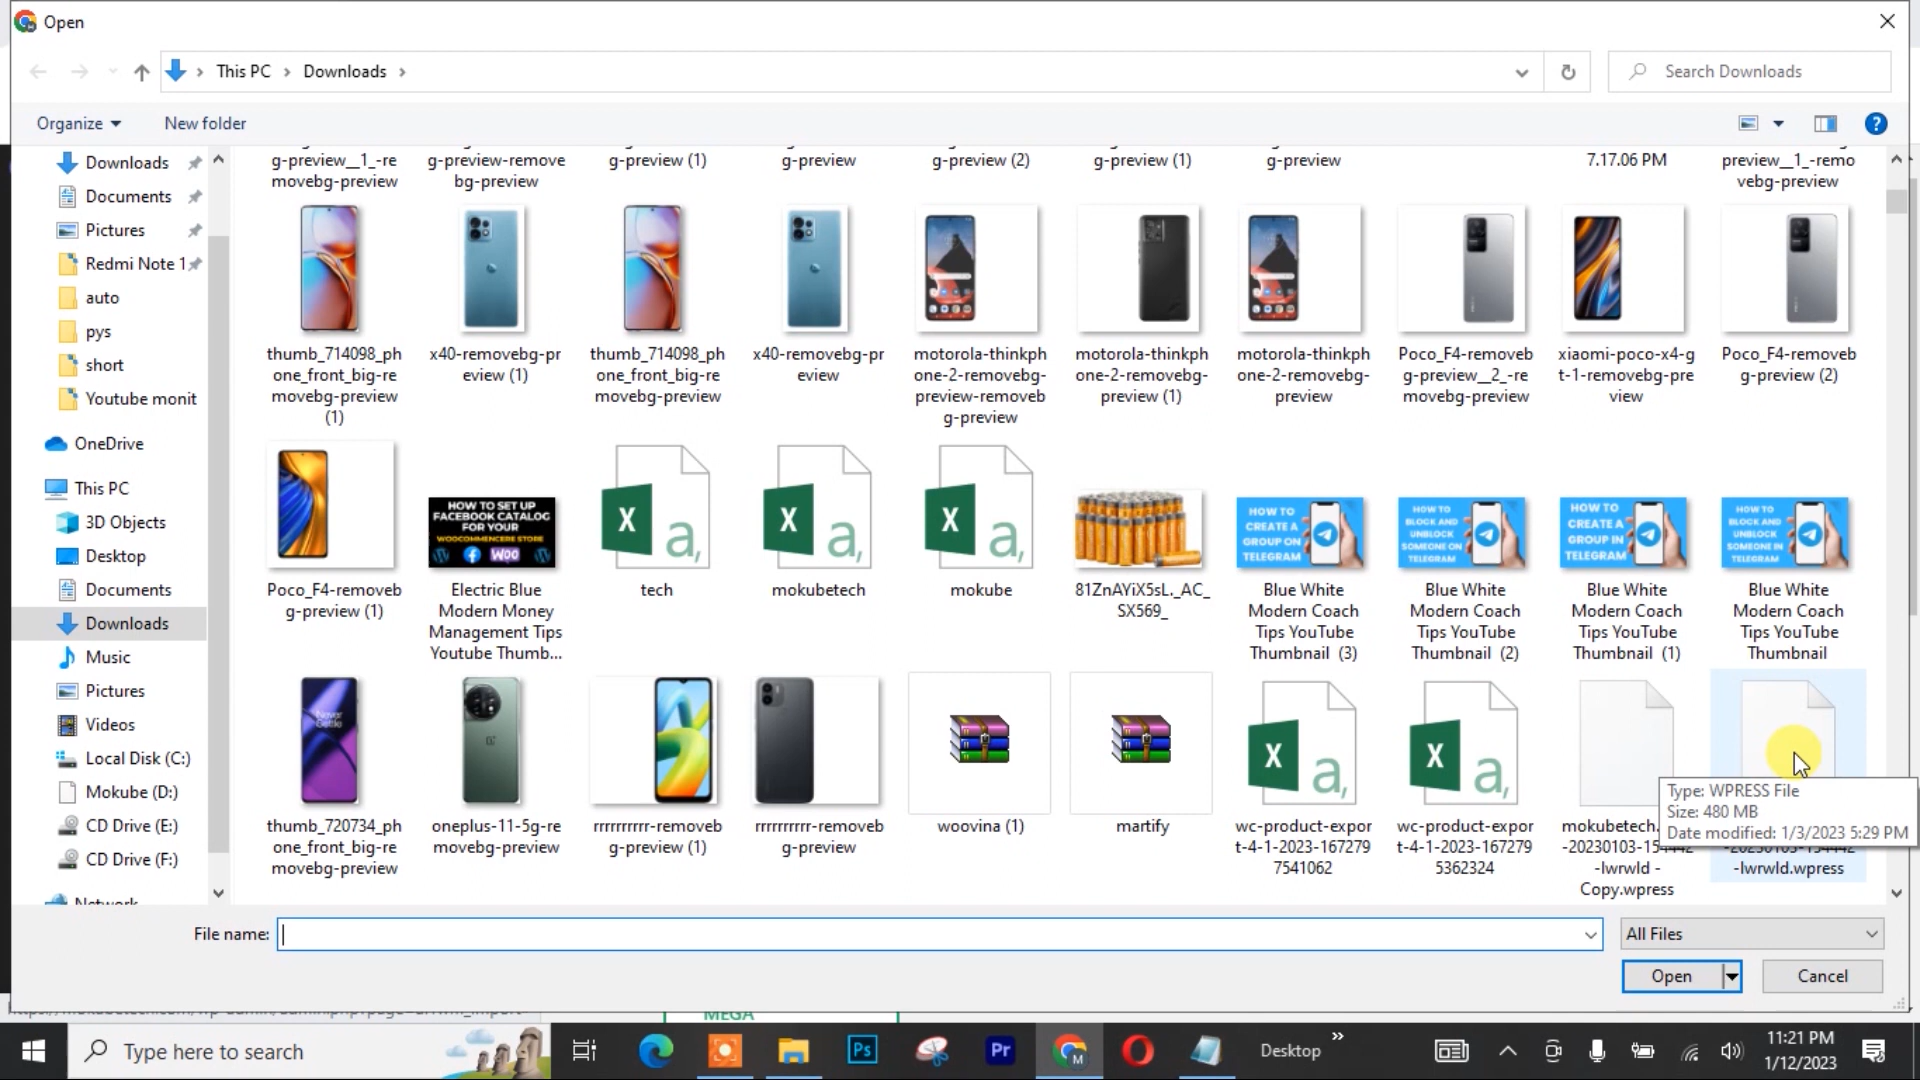 Open
This PC
Downloads
Search Downloads
Organize
New folder
Downloads
Documents
Pictures
Redmi Note 1
auto
pys
short
Youtube monit
OneDrive
This PC
3D Objects
Desktop
Documents
Downloads
Music
Pictures
Videos
Local Disk (C:)
Mokube (D:)
CD Drive (E:)
CD Drive (F:)
Network
g-preview__1_-re
movebg-preview
g-preview-remove
bg-preview
g-preview (1)
g-preview
g-preview (2)
g-preview (1)
g-preview
7.17.06 PM
preview__1_-remo
vebg-preview
thumb_714098_ph
one_front_big-re
movebg-preview
(1)
x40-removebg-pr
eview (1)
thumb_714098_ph
one_front_big-re
movebg-preview
x40-removebg-pr
eview
motorola-thinkph
one-2-removebg-
preview-removeb
g-preview
motorola-thinkph
one-2-removebg-
preview (1)
motorola-thinkph
one-2-removebg-
preview
Poco_F4-removeb
g-preview__2_-re
movebg-preview
xiaomi-poco-x4-g
t-1-removebg-pre
view
Poco_F4-removeb
g-preview (2)
Poco_F4-removeb
g-preview (1)
HOW TO SET UP
FACEBOOK CATALOG
FOR YOUR
WOOCOMMENCERE STORE
WOO
Electric Blue
Modern Money
Management Tips
Youtube Thumb...
X a,
tech
X a,
mokubetech
X a,
mokube
81ZnAYiX5sL._AC_
SX569_
HOW TO
CREATE A
GROUP ON
TELEGRAM
Blue White
Modern Coach
Tips YouTube
Thumbnail (3)
HOW TO
BLOCK AND
UNBLOCK
SOMEONE ON
TELEGRAM
Blue White
Modern Coach
Tips YouTube
Thumbnail (2)
HOW TO
CREATE A
GROUP IN
TELEGRAM
Blue White
Modern Coach
Tips YouTube
Thumbnail (1)
HOW TO
BLOCK AND
UNBLOCK
SOMEONE IN
TELEGRAM
Blue White
Modern Coach
Tips YouTube
Thumbnail
thumb_720734_ph
one_front_big-re
movebg-preview
oneplus-11-5g-re
movebg-preview
rrrrrrrrrr-removeb
g-preview (1)
rrrrrrrrrr-removeb
g-preview
woovina (1)
martify
X a,
wc-product-expor
t-4-1-2023-167279
7541062
X a,
wc-product-expor
t-4-1-2023-167279
5362324
mokubetech.
-20230103-154442
-lwrwld -
Copy.wpress
-20230103-154442
-lwrwld.wpress
Type: WPRESS File
Size: 480 MB
Date modified: 1/3/2023 5:29 PM
File name:
All Files
Open
Cancel
MEGA
Type here to search
Ps
Pr
M
Desktop
11:21 PM
1/12/2023